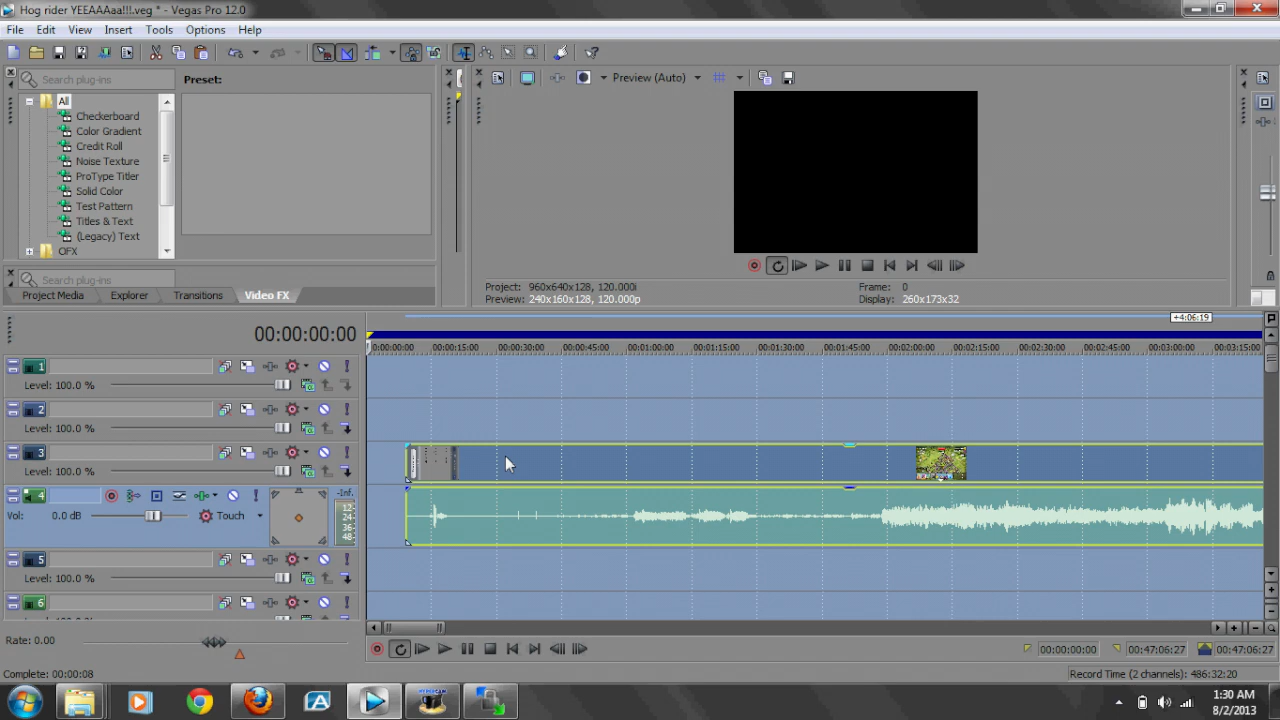 Hog rider YEEAAAaa!!!.veg * - Vegas Pro 12.0
File Edit View Insert Tools Options Help
Search plug-ins
Preset:
Preview (Auto)
All
Checkerboard
Color Gradient
Credit Roll
Noise Texture
ProType Titler
Solid Color
Test Pattern
Titles & Text
(Legacy) Text
OFX
Search plug-ins
Project Media Explorer Transitions Video FX
Project: 960x640x128, 120.000i
Preview: 240x160x128, 120.000p
Frame: 0
Display: 260x173x32
+4:06:19
00:00:00:00
0:00:00:00 00:00:15:00 00:00:30:00 00:00:45:00 00:01:00:00 00:01:15:00 00:01:30:00 00:01:45:00 00:02:00:00 00:02:15:00 00:02:30:00 00:02:45:00 00:03:00:00 00:03:15:00
1
Level: 100.0 %
2
Level: 100.0 %
3
Level: 100.0 %
4
-Inf.
Vol: 0.0 dB Touch
12-
24-
36-
48-
5
Level: 100.0 %
6
Rate: 0.00
00:00:00:00 00:47:06:27 00:47:06:27
Complete: 00:00:08
Record Time (2 channels): 486:32:20
1:30 AM
8/2/2013